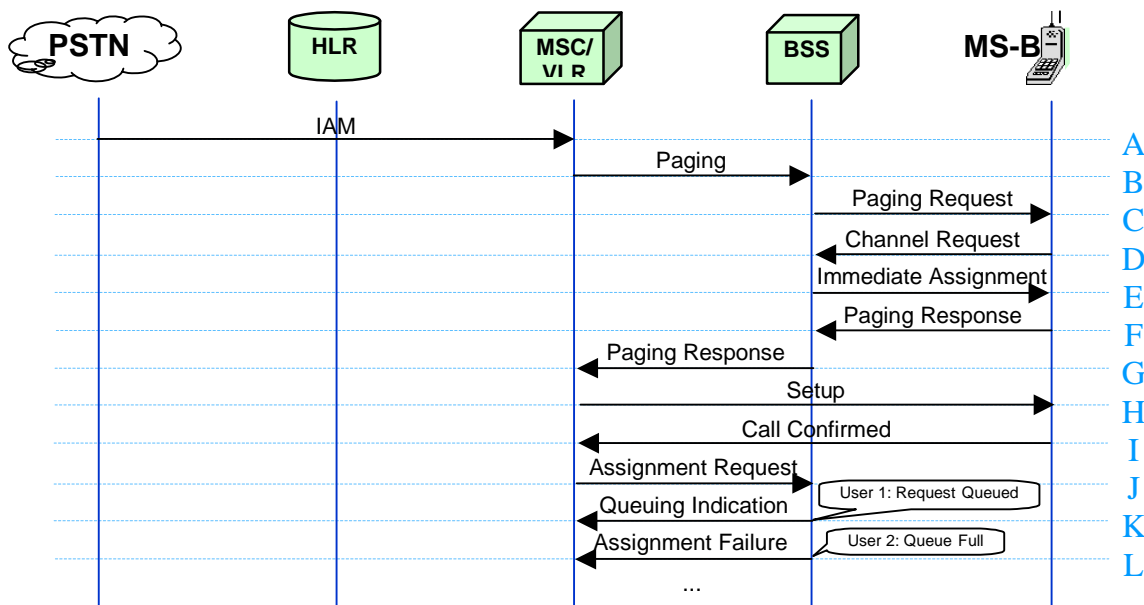 PSTN
HLR
MSC/
VLR
BSS
MS-B
IAM
A
Paging
B
Paging Request
C
Channel Request
D
Immediate Assignment
E
Paging Response
F
Paging Response
G
Setup
H
Call Confirmed
I
Assignment Request
J
User 1: Request Queued
Queuing Indication
K
User 2: Queue Full
Assignment Failure
L
...